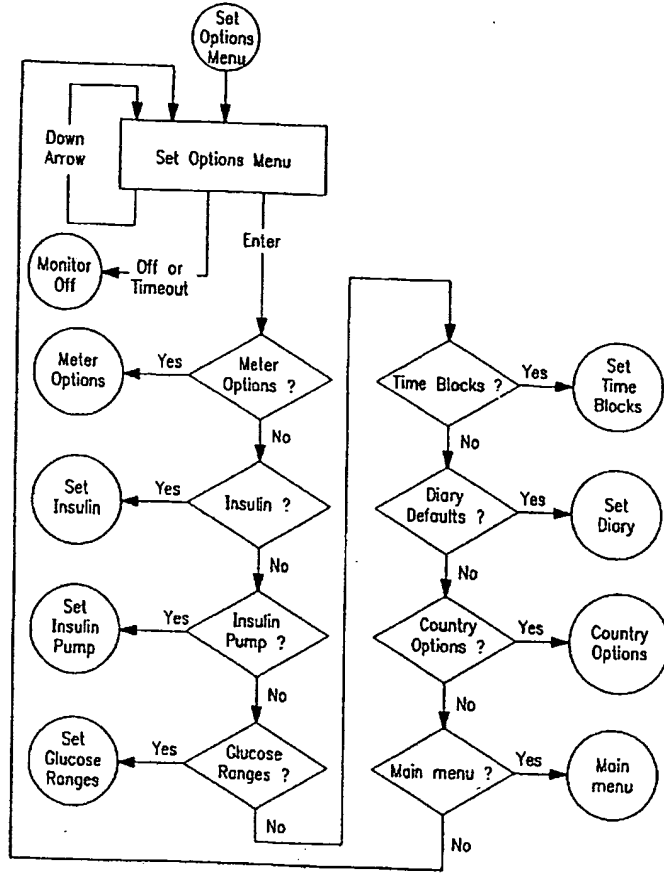 Set
Options
Menu
Down
Arrow
Set Options Menu
Enter
Monitor
Off
Off or
Timeout
Meter
Options
Yes
Meter
Options ?
No
Set
Insulin
Yes
Insulin ?
No
Set
Insulin
Pump
Yes
Insulin
Pump ?
No
Set
Glucose
Ranges
Yes
Glucose
Ranges ?
No
Time Blocks ?
Yes
Set
Time
Blocks
No
Diary
Defaults ?
Yes
Set
Diary
No
Country
Options ?
Yes
Country
Options
No
Main menu ?
Yes
Main
menu
No